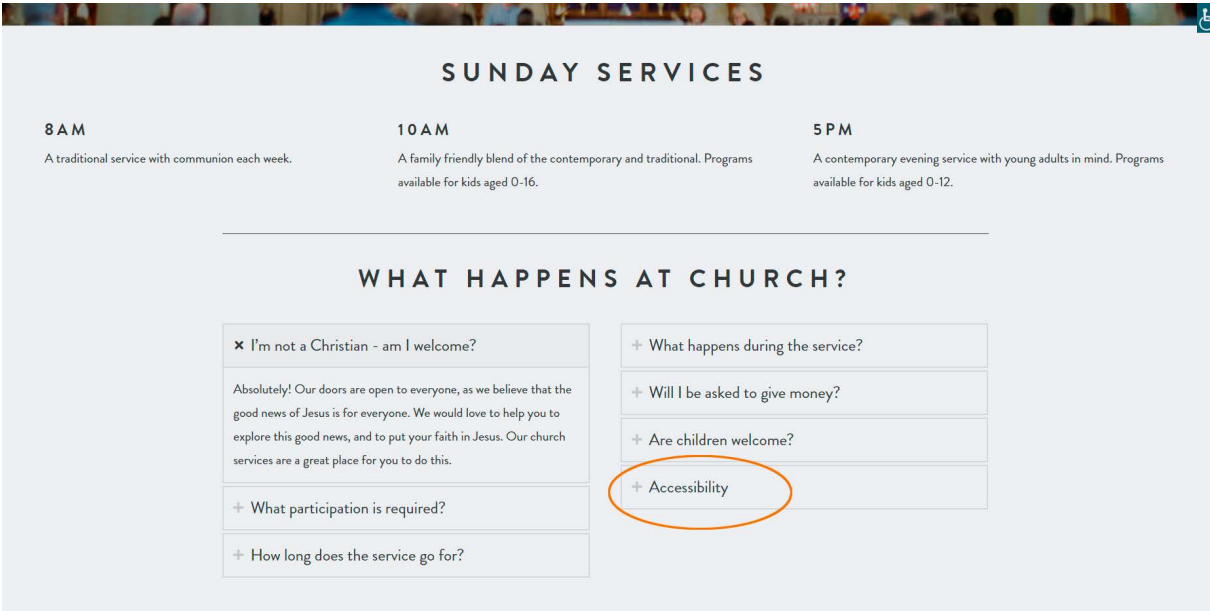 SUNDAY SERVICES
8AM
A traditional service with communion each week.
10AM
A family friendly blend of the contemporary and traditional. Programs
available for kids aged 0-16.
5PM
A contemporary evening service with young adults in mind. Programs
available for kids aged 0-12.
WHAT HAPPENS AT CHURCH?
× I'm not a Christian - am I welcome?
Absolutely! Our doors are open to everyone, as we believe that the
good news of Jesus is for everyone. We would love to help you to
explore this good news, and to put your faith in Jesus. Our church
services are a great place for you to do this.
+ What participation is required?
+ How long does the service go for?
+ What happens during the service?
+ Will I be asked to give money?
+ Are children welcome?
+ Accessibility